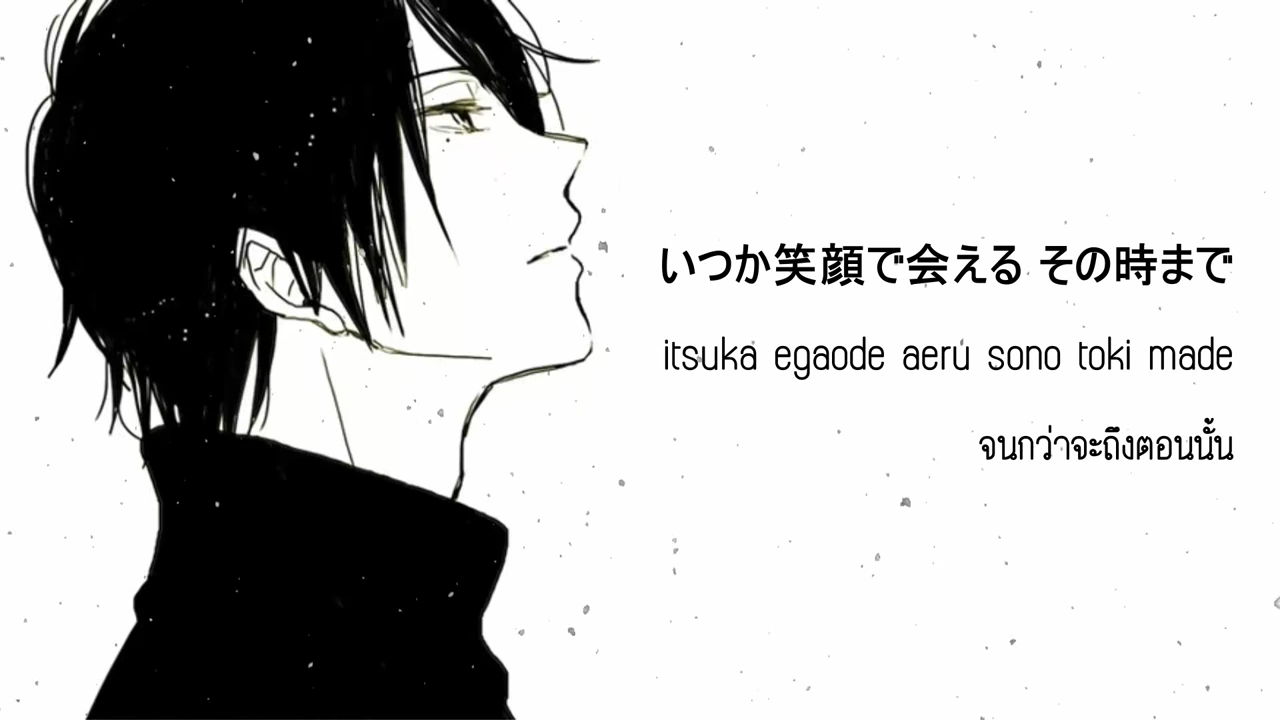 いつか笑顔で会える その時まで
itsuka egaode aeru sono toki made
จนกว่าจะถึงตอนนั้น